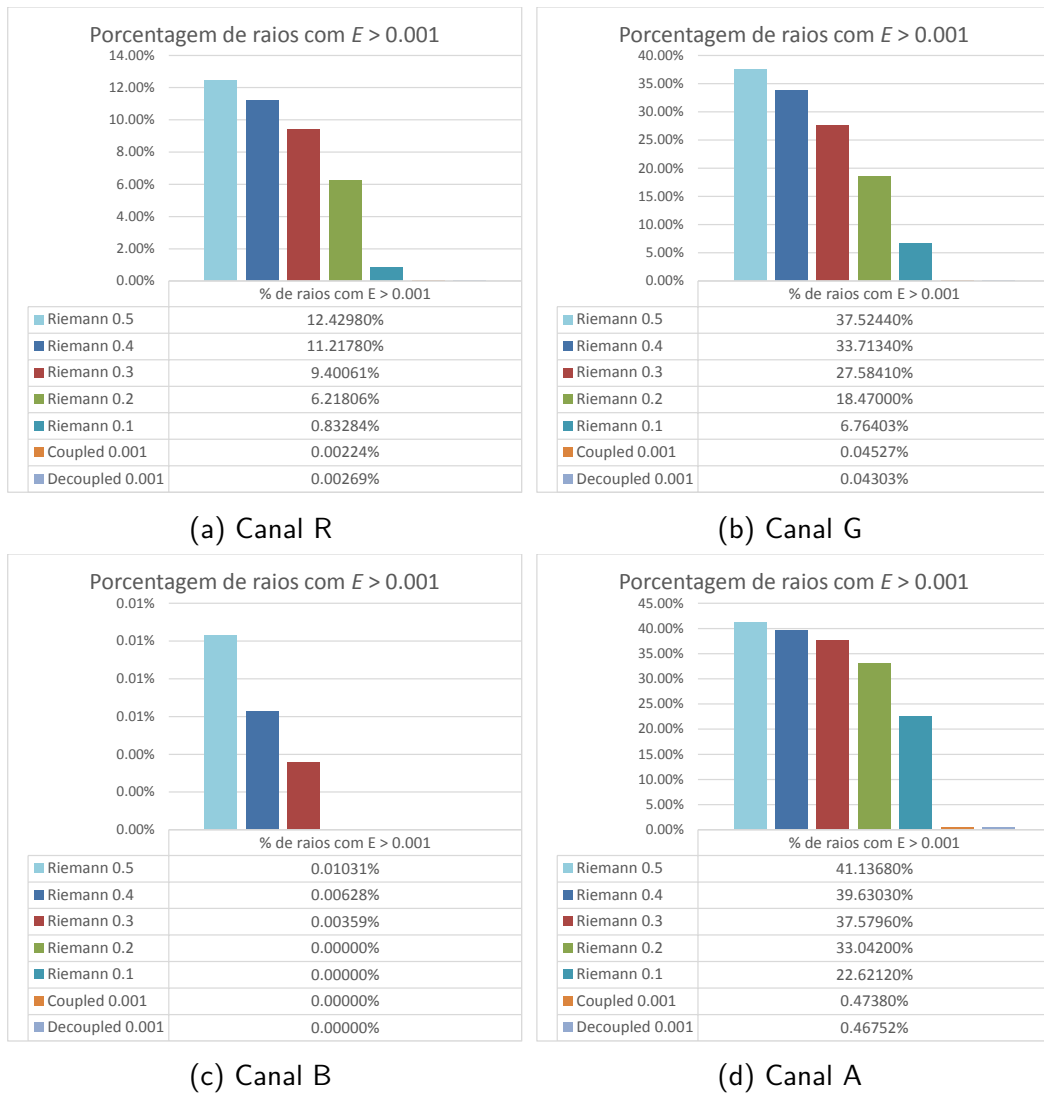 Porcentagem de raios com E > 0.001
14.00%
12.00%
10.00%
8.00%
6.00%
4.00%
2.00%
0.00%
% de raios com E > 0.001
Riemann 0.5 12.42980%
Riemann 0.4 11.21780%
Riemann 0.3 9.40061%
Riemann 0.2 6.21806%
Riemann 0.1 0.83284%
Coupled 0.001 0.00224%
Decoupled 0.001 0.00269%
(a) Canal R
Porcentagem de raios com E > 0.001
40.00%
35.00%
30.00%
25.00%
20.00%
15.00%
10.00%
5.00%
0.00%
% de raios com E > 0.001
Riemann 0.5 37.52440%
Riemann 0.4 33.71340%
Riemann 0.3 27.58410%
Riemann 0.2 18.47000%
Riemann 0.1 6.76403%
Coupled 0.001 0.04527%
Decoupled 0.001 0.04303%
(b) Canal G
Porcentagem de raios com E > 0.001
0.01%
0.01%
0.01%
0.01%
0.00%
0.00%
0.00%
% de raios com E > 0.001
Riemann 0.5 0.01031%
Riemann 0.4 0.00628%
Riemann 0.3 0.00359%
Riemann 0.2 0.00000%
Riemann 0.1 0.00000%
Coupled 0.001 0.00000%
Decoupled 0.001 0.00000%
(c) Canal B
Porcentagem de raios com E > 0.001
45.00%
40.00%
35.00%
30.00%
25.00%
20.00%
15.00%
10.00%
5.00%
0.00%
% de raios com E > 0.001
Riemann 0.5 41.13680%
Riemann 0.4 39.63030%
Riemann 0.3 37.57960%
Riemann 0.2 33.04200%
Riemann 0.1 22.62120%
Coupled 0.001 0.47380%
Decoupled 0.001 0.46752%
(d) Canal A